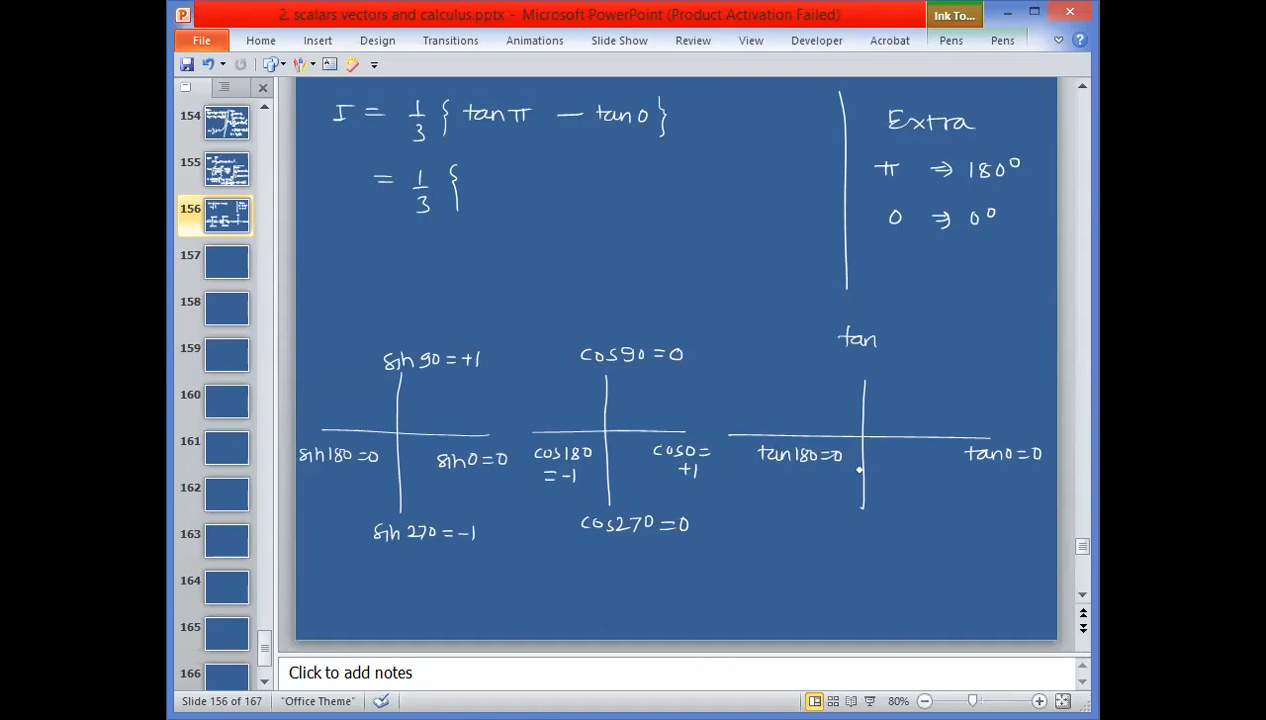 2. scalars vectors and calculus.pptx - Microsoft PowerPoint (Product Activation Failed)
Ink To...
File Home Insert Design Transitions Animations Slide Show Review View Developer Acrobat Pens Pens
154
155
156
157
158
159
160
161
162
163
164
165
166
I = 1/3 { tan π – tan 0 }
= 1/3 {
Extra
π ⇒ 180°
0 ⇒ 0°
sin 90 = +1
sin 180 = 0
sin 0 = 0
sin 270 = -1
cos 90 = 0
cos 180
= -1
cos 0 =
+1
cos 270 = 0
tan
tan 180 = 0
tan 0 = 0
Click to add notes
Slide 156 of 167 "Office Theme" 80%